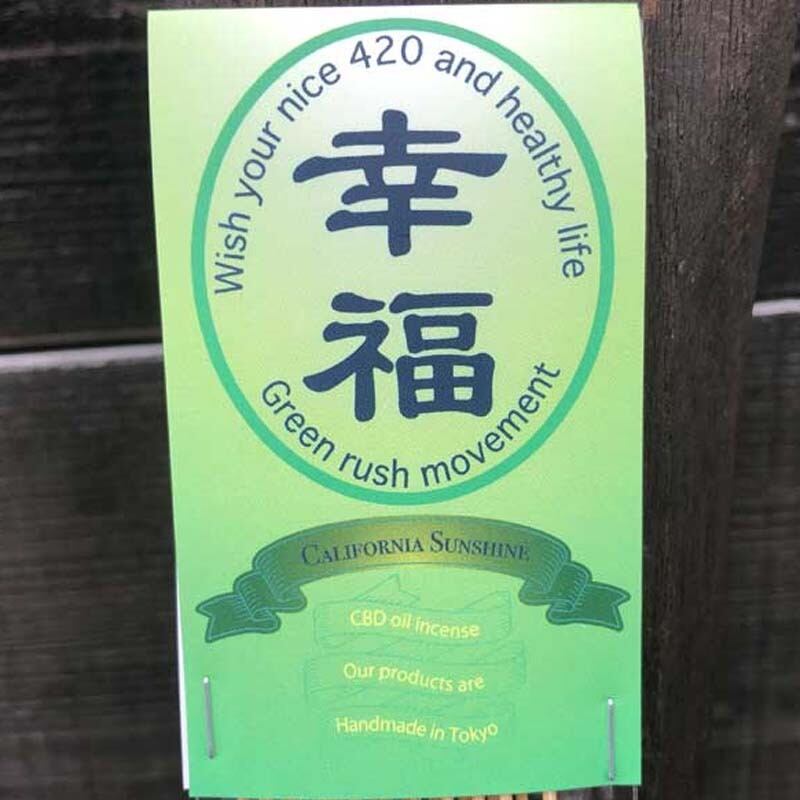 Wish your nice 420 and healthy life
幸福
Green rush movement
CALIFORNIA SUNSHINE
CBD oil incense
Our products are
Handmade in Tokyo